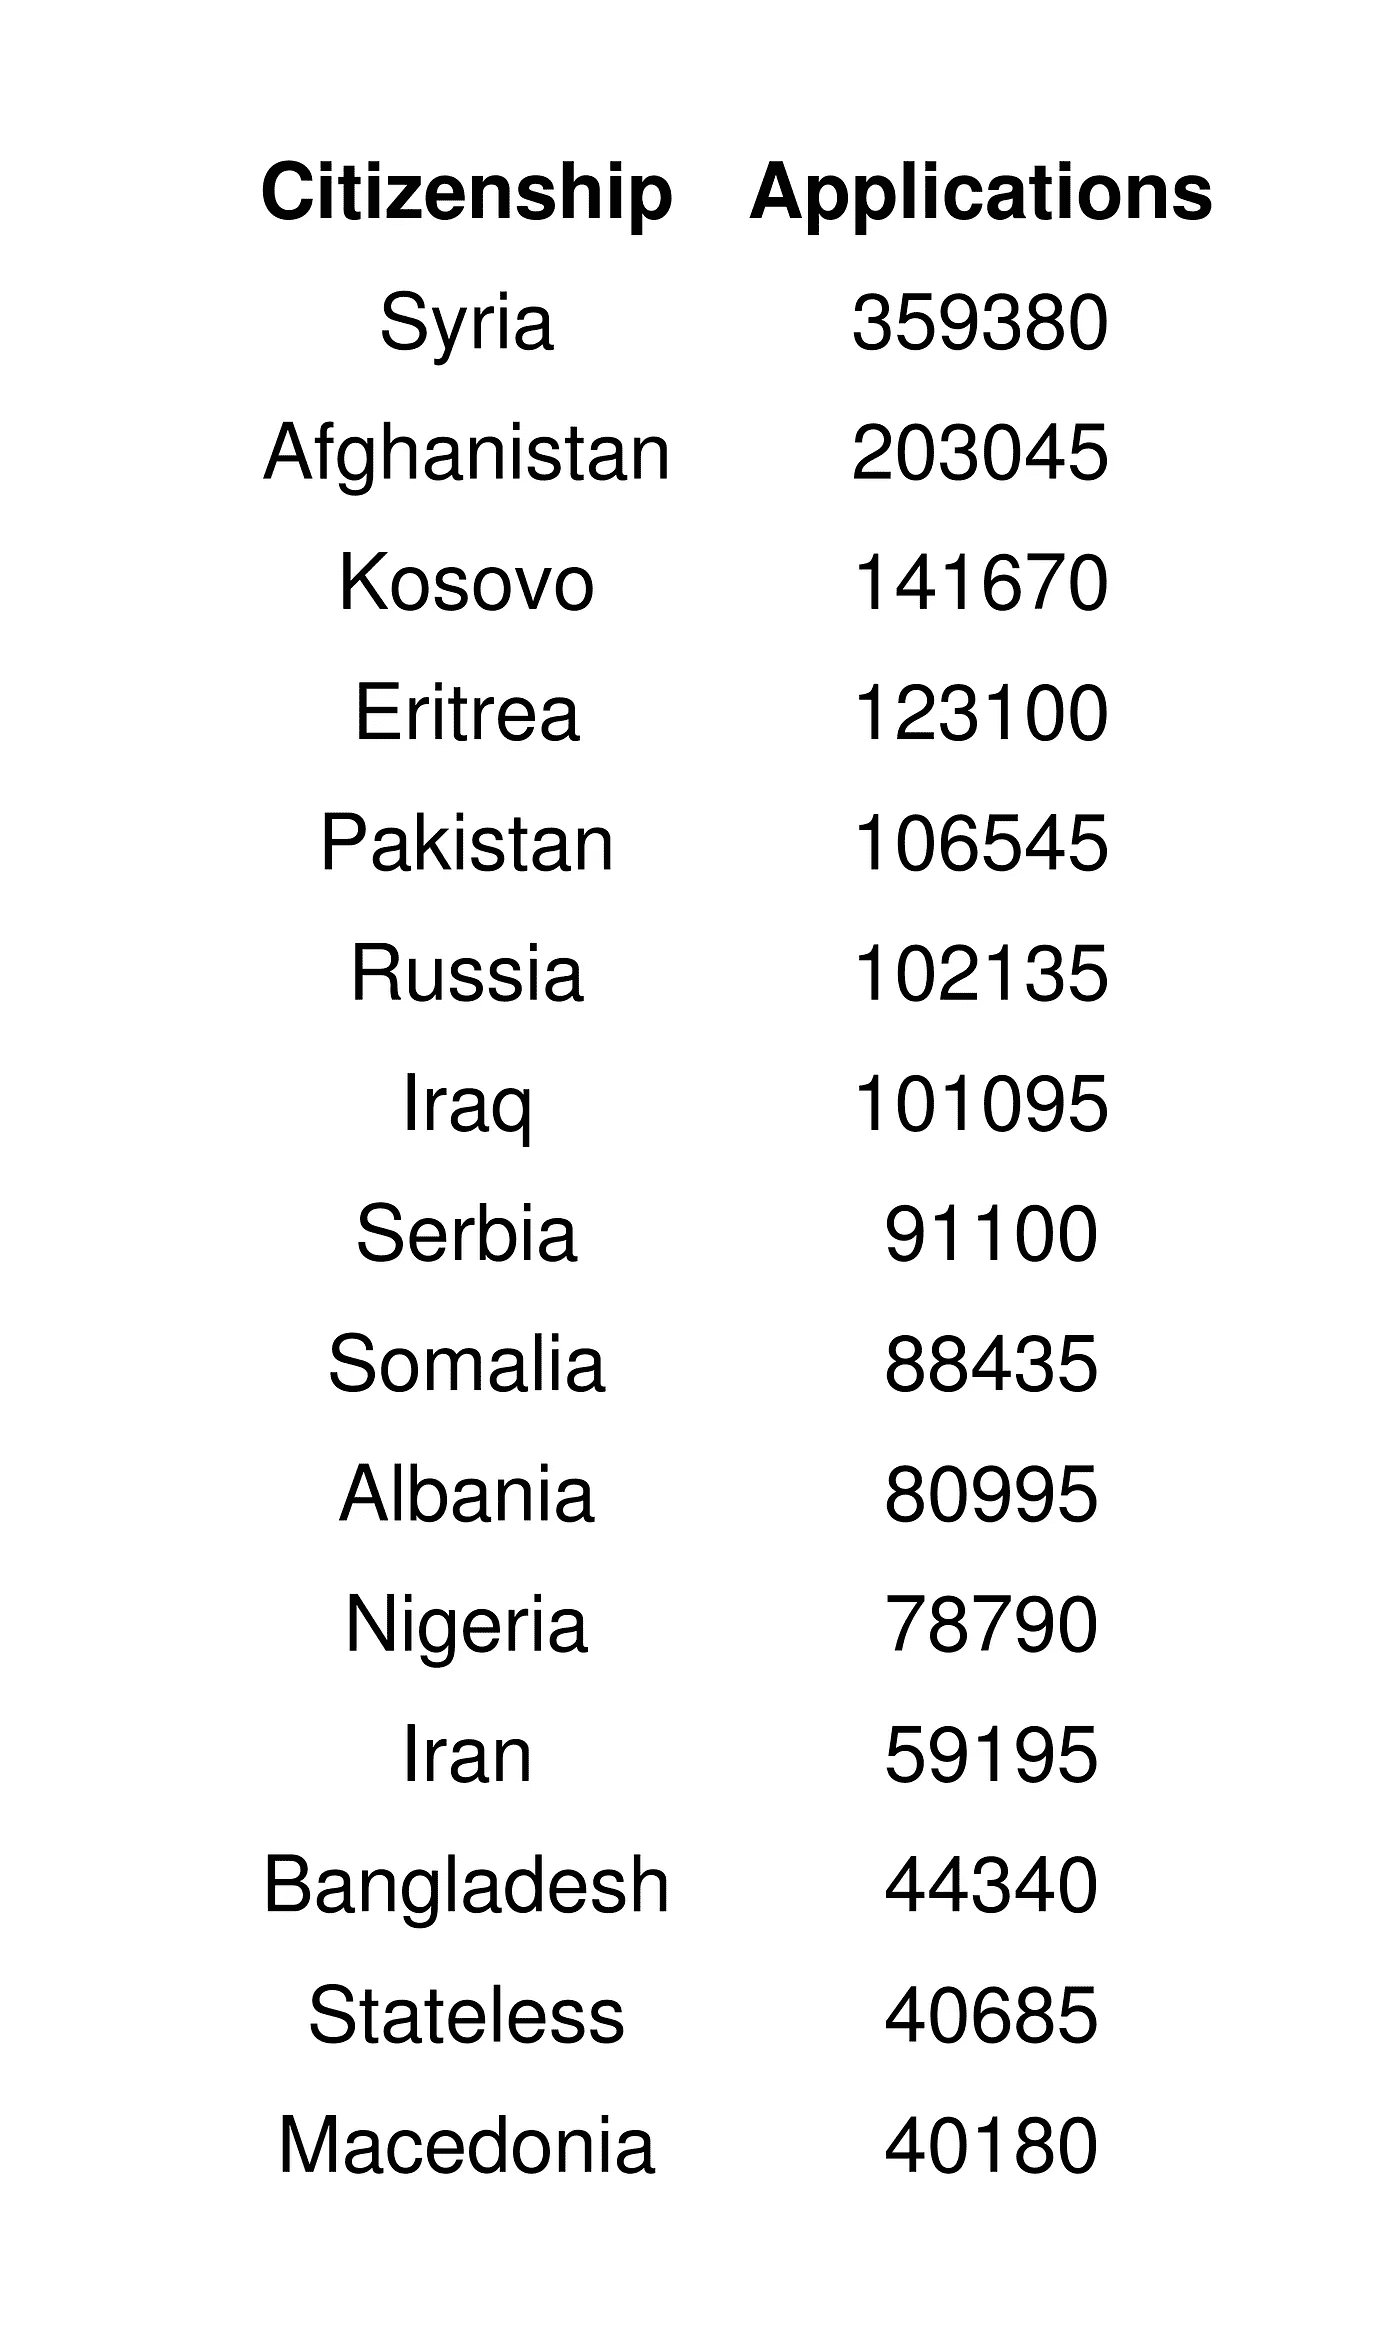 Citizenship Applications
Syria 359380
Afghanistan 203045
Kosovo 141670
Eritrea 123100
Pakistan 106545
Russia 102135
Iraq 101095
Serbia 91100
Somalia 88435
Albania 80995
Nigeria 78790
Iran 59195
Bangladesh 44340
Stateless 40685
Macedonia 40180